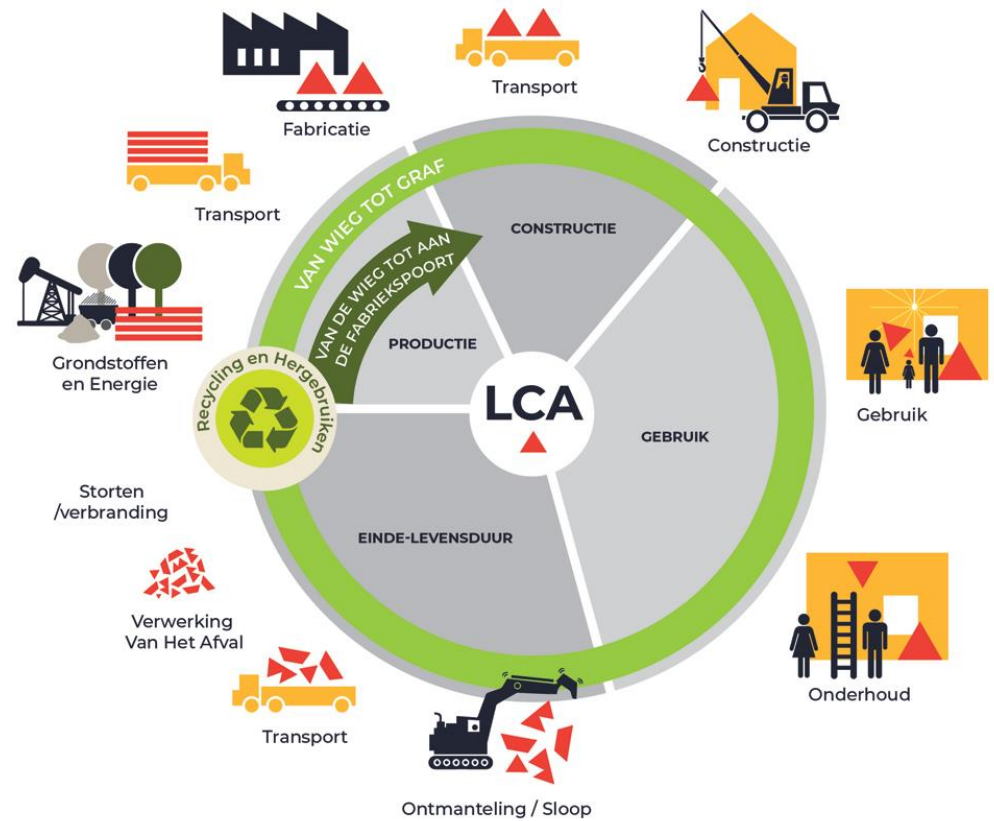 Transport
Fabricatie
Constructie
Transport
Grondstoffen
en Energie
VAN WIEG TOT GRAF
VAN DE WIEG TOT AAN
DE FABRIEKSPOORT
CONSTRUCTIE
PRODUCTIE
Recycling en Hergebruiken
LCA
GEBRUIK
Gebruik
Storten
/verbranding
EINDE-LEVENSDUUR
Verwerking
Van Het Afval
Onderhoud
Transport
Ontmanteling / Sloop